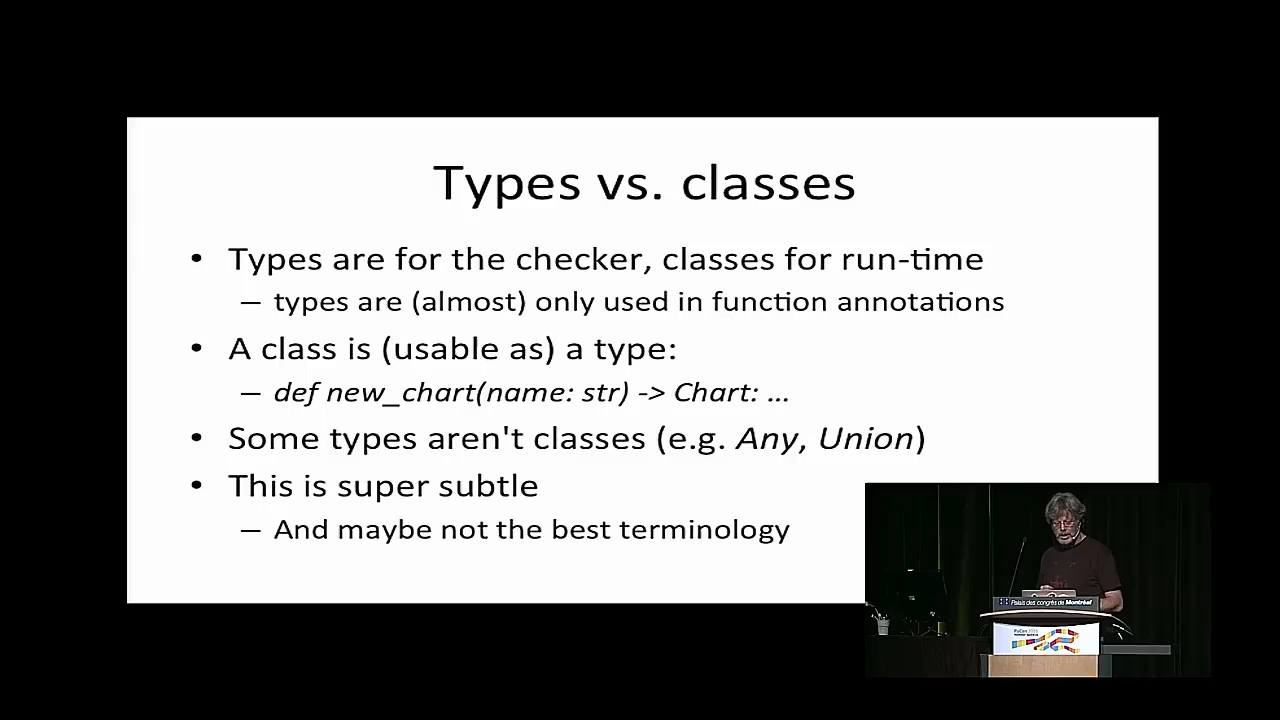 Types vs. classes
• Types are for the checker, classes for run-time
– types are (almost) only used in function annotations
• A class is (usable as) a type:
– def new_chart(name: str) -> Chart: ...
• Some types aren't classes (e.g. Any, Union)
• This is super subtle
– And maybe not the best terminology
Palais des congrès de Montréal
PyCon 2015